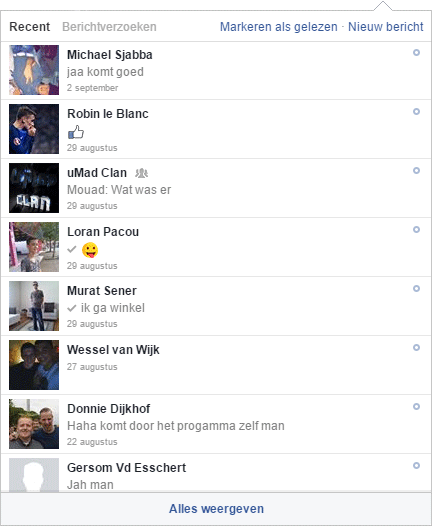 Recent Berichtverzoeken Markeren als gelezen · Nieuw bericht
Michael Sjabba
jaa komt goed
2 september
Robin le Blanc
29 augustus
uMad Clan
Mouad: Wat was er
29 augustus
CLAN
Loran Pacou
29 augustus
Murat Sener
ik ga winkel
29 augustus
Wessel van Wijk
27 augustus
Donnie Dijkhof
Haha komt door het progamma zelf man
22 augustus
Gersom Vd Esschert
Jah man
Alles weergeven